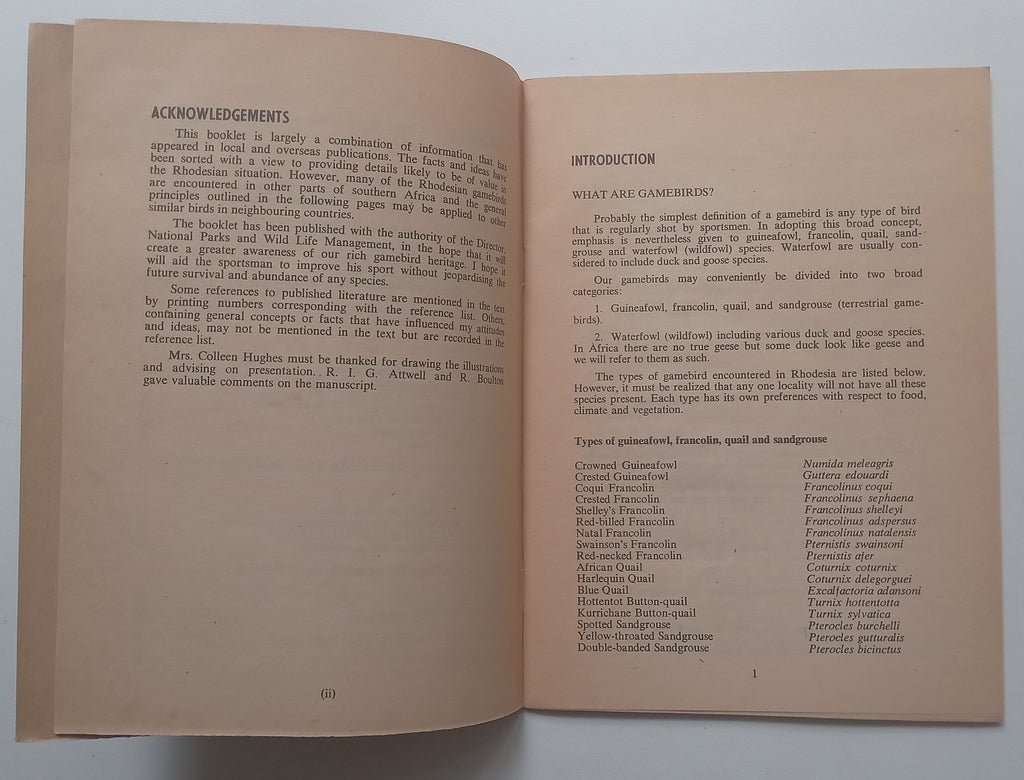 ACKNOWLEDGEMENTS
This booklet is largely a combination of information that has
appeared in local and overseas publications. The facts and ideas have
been sorted with a view to providing details likely to be of value in
the Rhodesian situation. However, many of the Rhodesian gamebirds
are encountered in other parts of southern Africa and the general
principles outlined in the following pages may be applied to other
similar birds in neighbouring countries.
The booklet has been published with the authority of the Director,
National Parks and Wild Life Management, in the hope that it will
create a greater awareness of our rich gamebird heritage. I hope it
will aid the sportsman to improve his sport without jeopardising the
future survival and abundance of any species.
Some references to published literature are mentioned in the text
by printing numbers corresponding with the reference list. Others,
containing general concepts or facts that have influenced my attitudes
and ideas, may not be mentioned in the text but are recorded in the
reference list.
Mrs. Colleen Hughes must be thanked for drawing the illustrations
and advising on presentation. R. I. G. Attwell and R. Boulton
gave valuable comments on the manuscript.
(ii)
INTRODUCTION
WHAT ARE GAMEBIRDS?
Probably the simplest definition of a gamebird is any type of bird
that is regularly shot by sportsmen. In adopting this broad concept,
emphasis is nevertheless given to guineafowl, francolin, quail, sand-
grouse and waterfowl (wildfowl) species. Waterfowl are usually con-
sidered to include duck and goose species.
Our gamebirds may conveniently be divided into two broad
categories:
1. Guineafowl, francolin, quail, and sandgrouse (terrestrial game-
birds).
2. Waterfowl (wildfowl) including various duck and goose species.
In Africa there are no true geese but some duck look like geese and
we will refer to them as such.
The types of gamebird encountered in Rhodesia are listed below.
However, it must be realized that any one locality will not have all these
species present. Each type has its own preferences with respect to food,
climate and vegetation.
Types of guineafowl, francolin, quail and sandgrouse
Crowned Guineafowl Numida meleagris
Crested Guineafowl Guttera edouardi
Coqui Francolin Francolinus coqui
Crested Francolin Francolinus sephaena
Shelley's Francolin Francolinus shelleyi
Red-billed Francolin Francolinus adspersus
Natal Francolin Francolinus natalensis
Swainson's Francolin Pternistis swainsoni
Red-necked Francolin Pternistis afer
African Quail Coturnix coturnix
Harlequin Quail Coturnix delegorguei
Blue Quail Excalfactoria adansoni
Hottentot Button-quail Turnix hottentotta
Kurrichane Button-quail Turnix sylvatica
Spotted Sandgrouse Pterocles burchelli
Yellow-throated Sandgrouse Pterocles gutturalis
Double-banded Sandgrouse Pterocles bicinctus
1